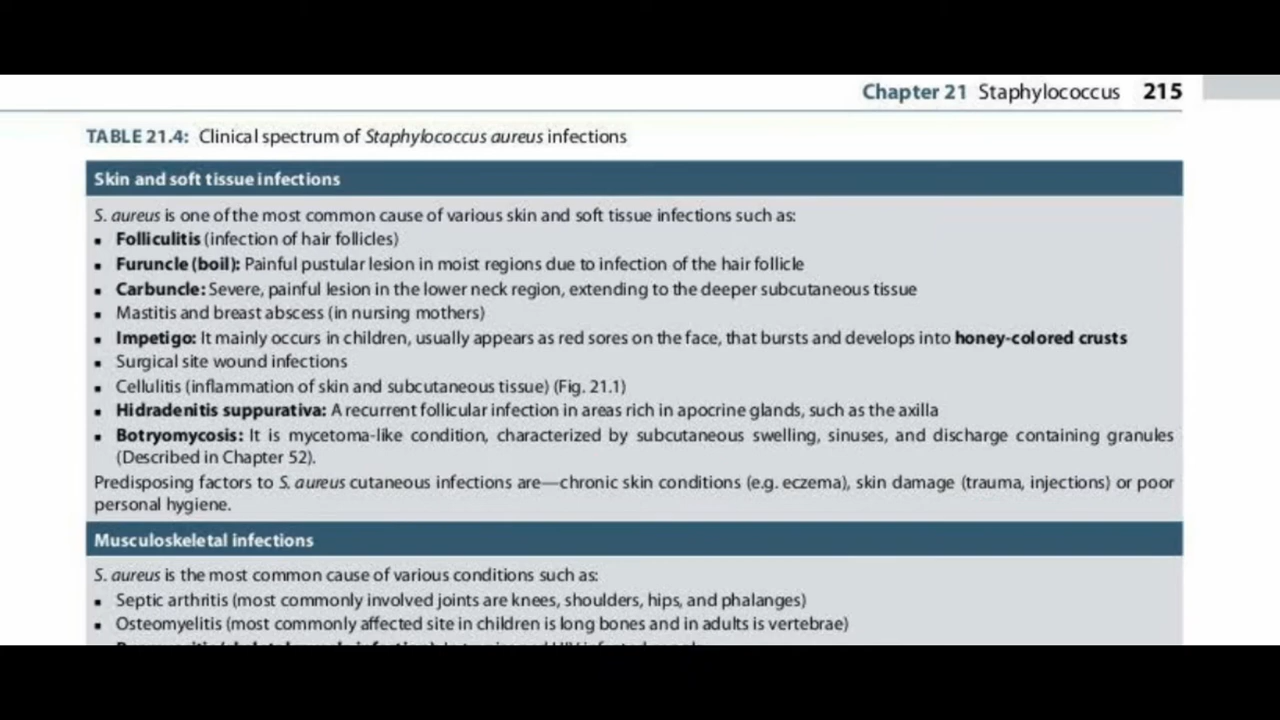 Chapter 21 Staphylococcus 215
TABLE 21.4: Clinical spectrum of Staphylococcus aureus infections
Skin and soft tissue infections
S. aureus is one of the most common cause of various skin and soft tissue infections such as:
▪ Folliculitis (infection of hair follicles)
▪ Furuncle (boil): Painful pustular lesion in moist regions due to infection of the hair follicle
▪ Carbuncle: Severe, painful lesion in the lower neck region, extending to the deeper subcutaneous tissue
▪ Mastitis and breast abscess (in nursing mothers)
▪ Impetigo: It mainly occurs in children, usually appears as red sores on the face, that bursts and develops into honey-colored crusts
▪ Surgical site wound infections
▪ Cellulitis (inflammation of skin and subcutaneous tissue) (Fig. 21.1)
▪ Hidradenitis suppurativa: A recurrent follicular infection in areas rich in apocrine glands, such as the axilla
▪ Botryomycosis: It is mycetoma-like condition, characterized by subcutaneous swelling, sinuses, and discharge containing granules
(Described in Chapter 52).
Predisposing factors to S. aureus cutaneous infections are—chronic skin conditions (e.g. eczema), skin damage (trauma, injections) or poor
personal hygiene.
Musculoskeletal infections
S. aureus is the most common cause of various conditions such as:
▪ Septic arthritis (most commonly involved joints are knees, shoulders, hips, and phalanges)
▪ Osteomyelitis (most commonly affected site in children is long bones and in adults is vertebrae)